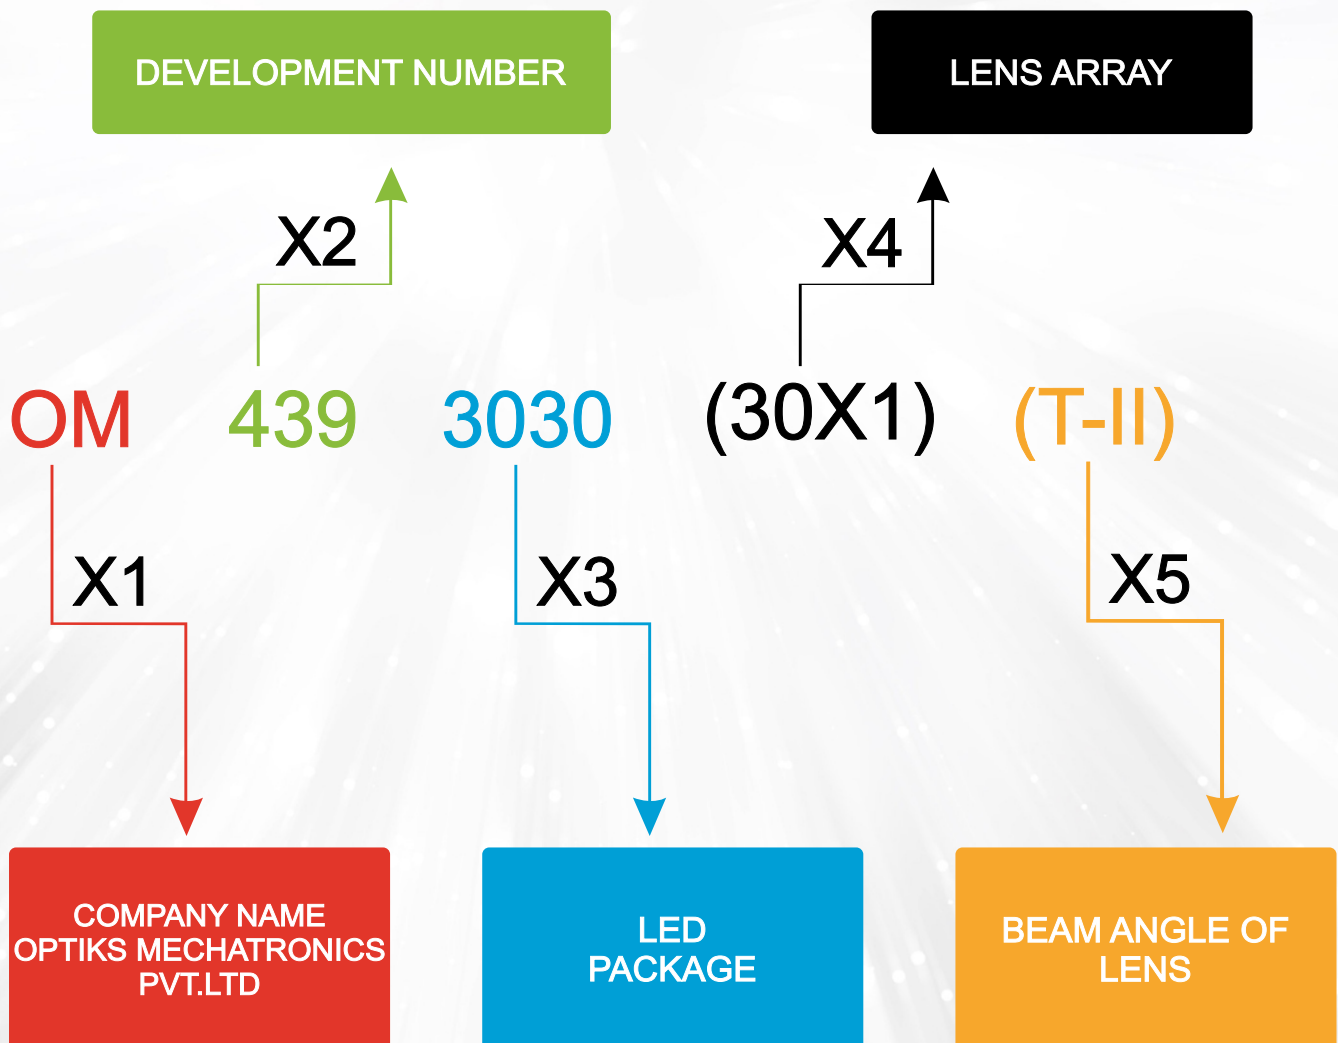 DEVELOPMENT NUMBER
LENS ARRAY
X2
X4
OM 439 3030 (30X1) (T-II)
X1
X3
X5
COMPANY NAME
OPTIKS MECHATRONICS
PVT.LTD
LED
PACKAGE
BEAM ANGLE OF
LENS